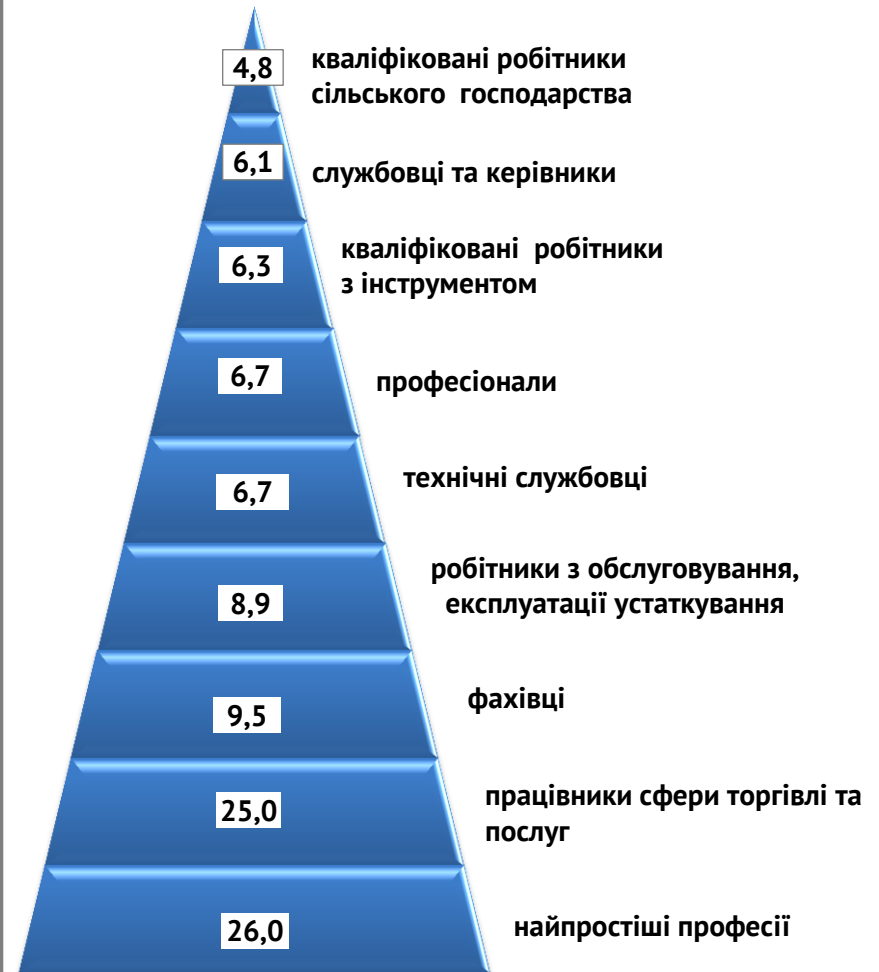 4,8
кваліфіковані робітники
сільського господарства
6,1
службовці та керівники
6,3
кваліфіковані робітники
з інструментом
6,7
професіонали
6,7
технічні службовці
8,9
робітники з обслуговування,
експлуатації устаткування
9,5
фахівці
25,0
працівники сфери торгівлі та
послуг
26,0
найпростіші професії